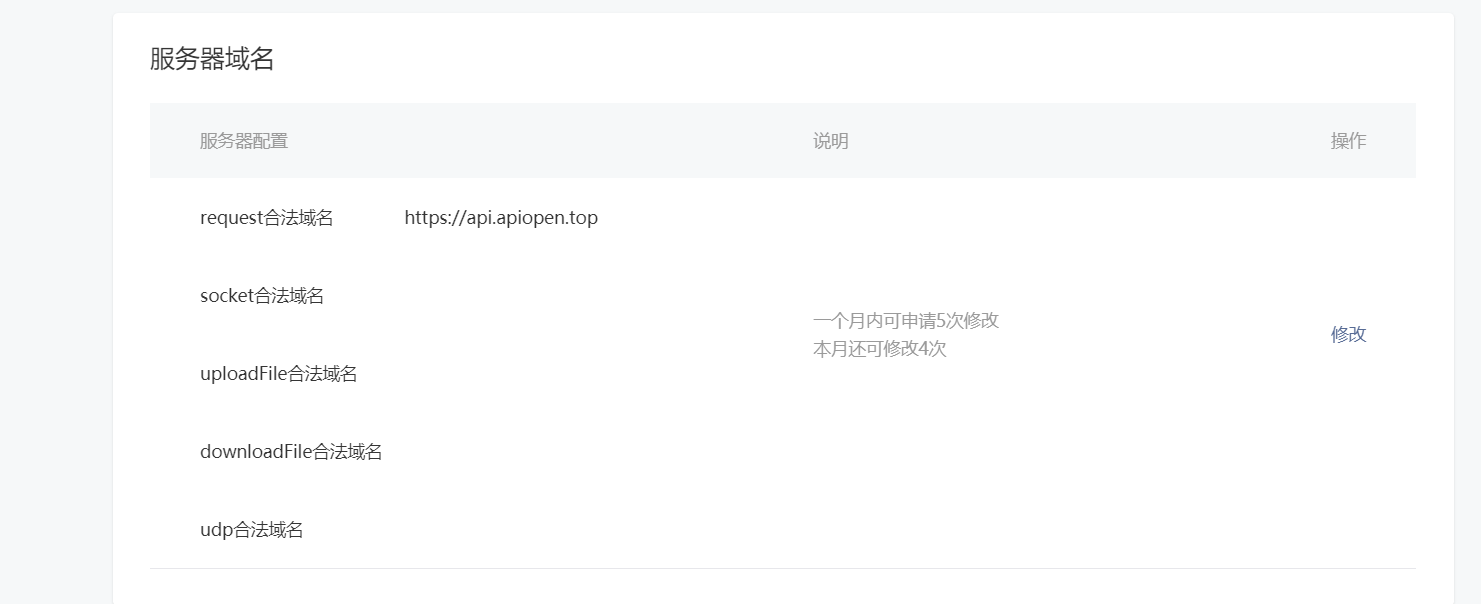 服务器域名
服务器配置 说明 操作
request合法域名 https://api.apiopen.top
socket合法域名
一个月内可申请5次修改
本月还可修改4次
修改
uploadFile合法域名
downloadFile合法域名
udp合法域名